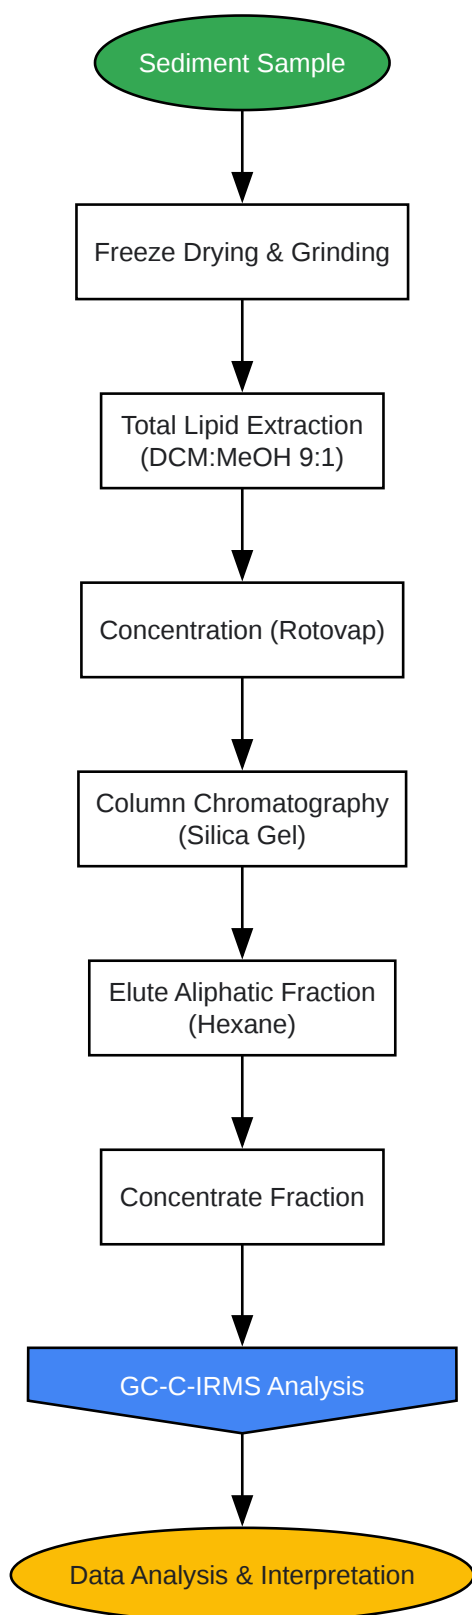 Sediment Sample
Freeze Drying & Grinding
Total Lipid Extraction
(DCM:MeOH 9:1)
Concentration (Rotovap)
Column Chromatography
(Silica Gel)
Elute Aliphatic Fraction
(Hexane)
Concentrate Fraction
GC-C-IRMS Analysis
Data Analysis & Interpretation